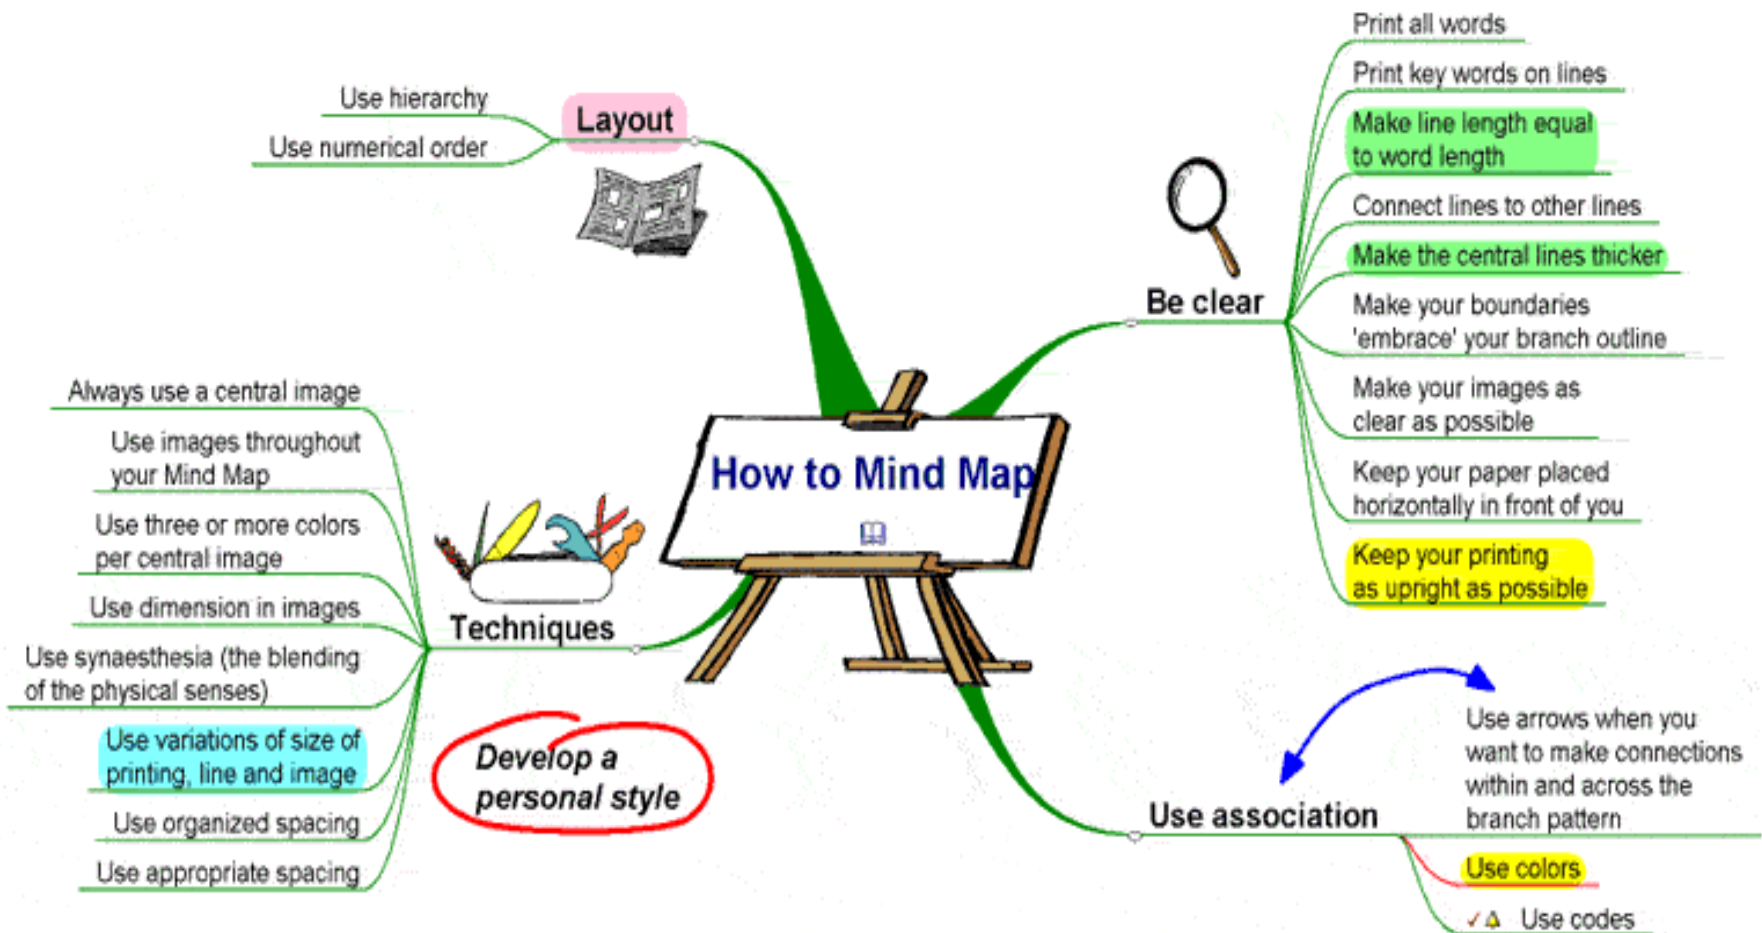 How to Mind Map
Layout
Use hierarchy
Use numerical order
Be clear
Print all words
Print key words on lines
Make line length equal
to word length
Connect lines to other lines
Make the central lines thicker
Make your boundaries
'embrace' your branch outline
Make your images as
clear as possible
Keep your paper placed
horizontally in front of you
Keep your printing
as upright as possible
Techniques
Always use a central image
Use images throughout
your Mind Map
Use three or more colors
per central image
Use dimension in images
Use synaesthesia (the blending
of the physical senses)
Use variations of size of
printing, line and image
Use organized spacing
Use appropriate spacing
Develop a
personal style
Use association
Use arrows when you
want to make connections
within and across the
branch pattern
Use colors
Use codes